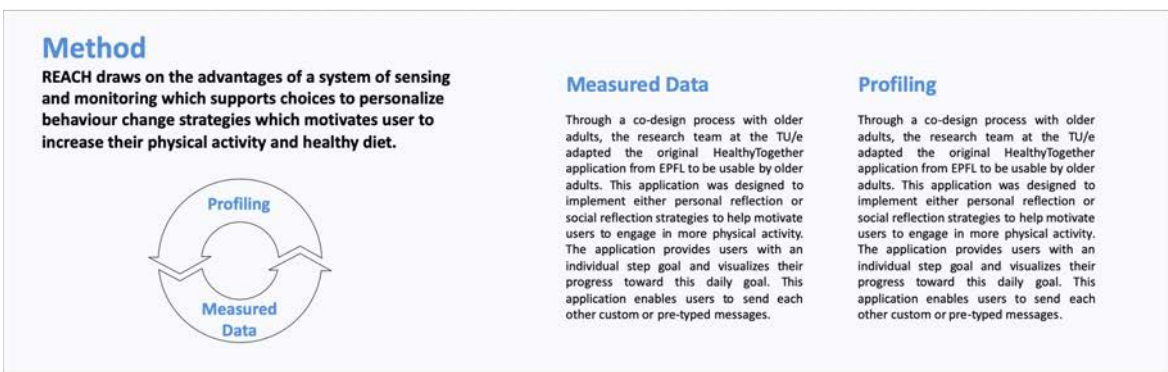 Method
REACH draws on the advantages of a system of sensing
and monitoring which supports choices to personalize
behaviour change strategies which motivates user to
increase their physical activity and healthy diet.
Profiling
Measured
Data
Measured Data
Through a co-design process with older
adults, the research team at the TU/e
adapted the original HealthyTogether
application from EPFL to be usable by older
adults. This application was designed to
implement either personal reflection or
social reflection strategies to help motivate
users to engage in more physical activity.
The application provides users with an
individual step goal and visualizes their
progress toward this daily goal. This
application enables users to send each
other custom or pre-typed messages.
Profiling
Through a co-design process with older
adults, the research team at the TU/e
adapted the original HealthyTogether
application from EPFL to be usable by older
adults. This application was designed to
implement either personal reflection or
social reflection strategies to help motivate
users to engage in more physical activity.
The application provides users with an
individual step goal and visualizes their
progress toward this daily goal. This
application enables users to send each
other custom or pre-typed messages.